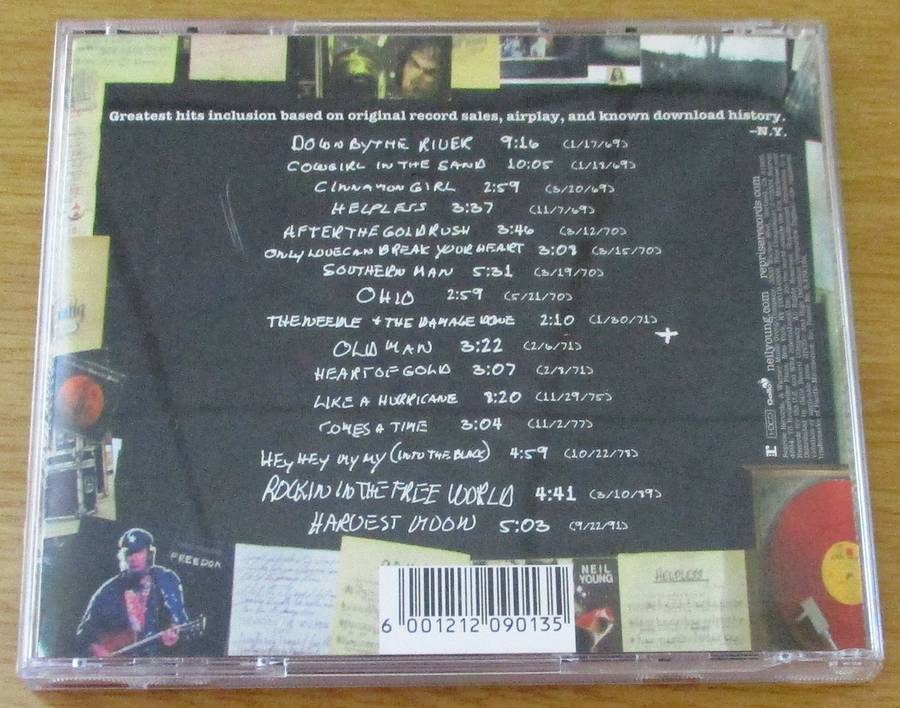 Greatest hits inclusion based on original record sales, airplay, and known download history.
–N.Y.
DOWN BY THE RIVER 9:16 (1/17/69)
COWGIRL IN THE SAND 10:05 (1/18/69)
CINNAMON GIRL 2:59 (3/20/69)
HELPLESS 3:37 (11/7/69)
AFTER THE GOLD RUSH 3:46 (3/12/70)
ONLY LOVE CAN BREAK YOUR HEART 3:08 (3/15/70)
SOUTHERN MAN 5:31 (3/19/70)
OHIO 2:59 (5/21/70)
THE NEEDLE + THE DAMAGE DONE 2:10 (1/30/71)
OLD MAN 3:22 (2/6/71)
HEART OF GOLD 3:07 (2/8/71)
LIKE A HURRICANE 8:20 (11/29/75)
COMES A TIME 3:04 (11/2/77)
HEY HEY MY MY (INTO THE BLACK) 4:59 (10/22/78)
ROCKIN IN THE FREE WORLD 4:41 (3/10/89)
HARVEST MOON 5:03 (9/22/91)
neilyoung.com repriserecords.com
FREEDOM
NEIL
YOUNG
HELPLESS
6 001212 090135